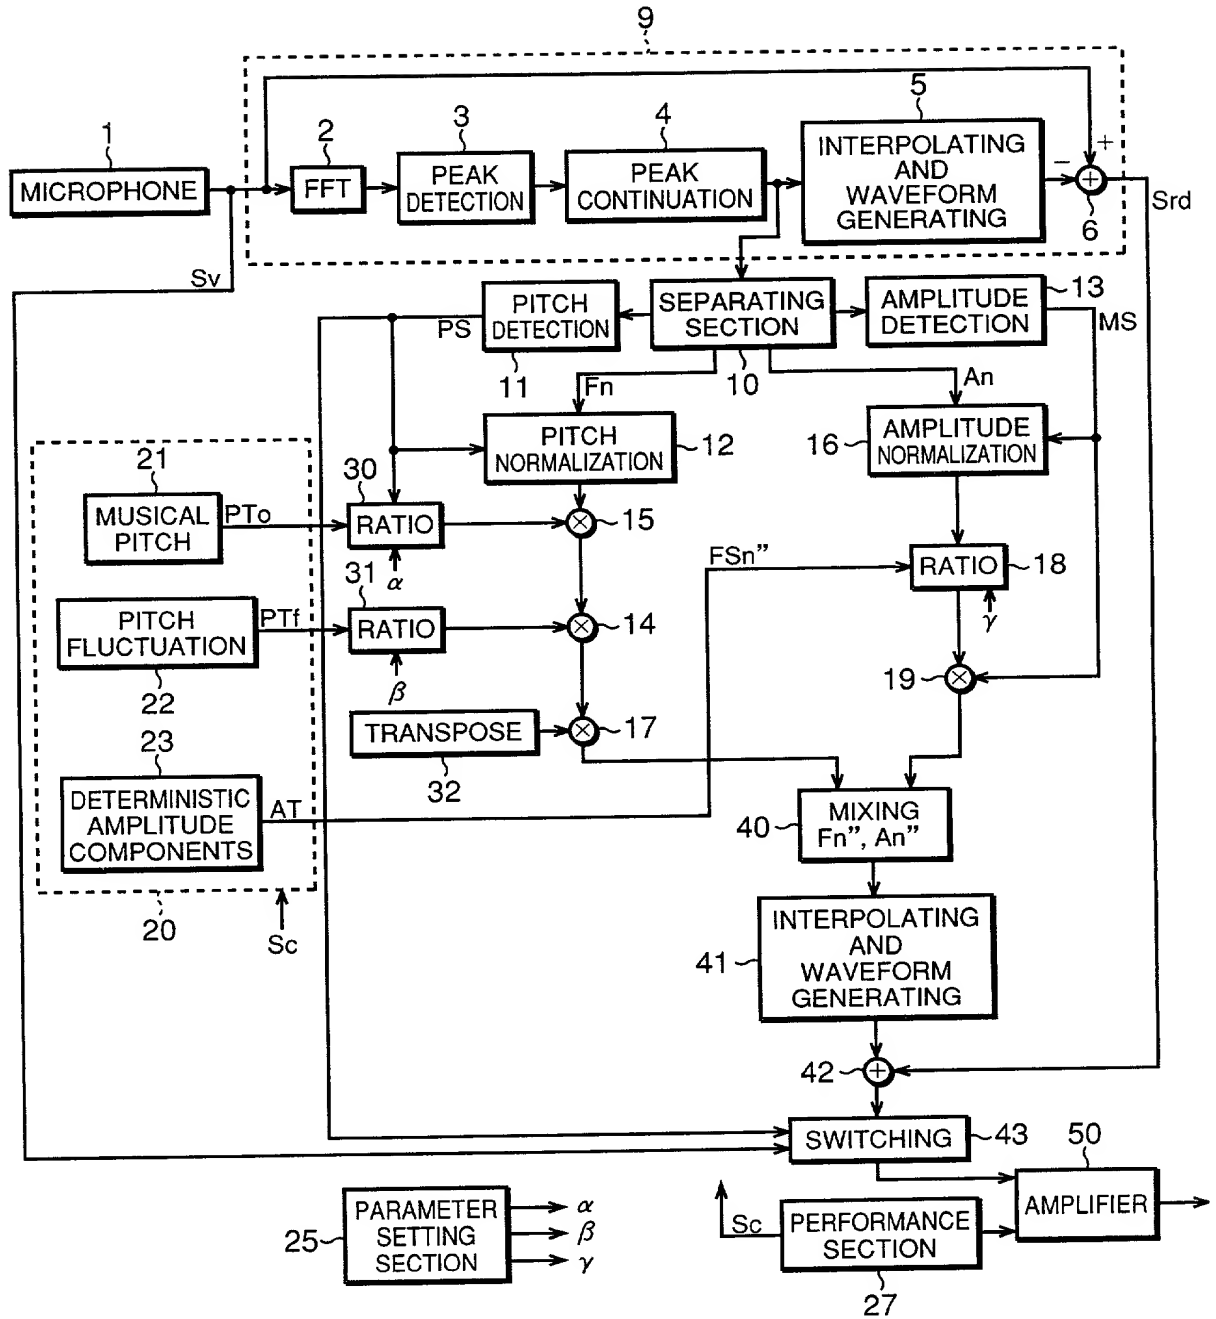 9
1
MICROPHONE
2
FFT
3
PEAK
DETECTION
4
PEAK
CONTINUATION
5
INTERPOLATING
AND
WAVEFORM
GENERATING
−
+
+
6
Srd
Sv
PS
PITCH
DETECTION
11
SEPARATING
SECTION
10
AMPLITUDE
DETECTION
13
MS
Fn
An
PITCH
NORMALIZATION
12
16
AMPLITUDE
NORMALIZATION
21
MUSICAL
PITCH
PTo
30
RATIO
α
×
15
FSn”
RATIO
18
γ
PITCH
FLUCTUATION
22
PTf
31
RATIO
β
×
14
19
×
TRANSPOSE
32
×
17
23
DETERMINISTIC
AMPLITUDE
COMPONENTS
AT
20
Sc
40
MIXING
Fn”, An”
41
INTERPOLATING
AND
WAVEFORM
GENERATING
42
+
SWITCHING
43
50
AMPLIFIER
25
PARAMETER
SETTING
SECTION
α
β
γ
Sc
PERFORMANCE
SECTION
27